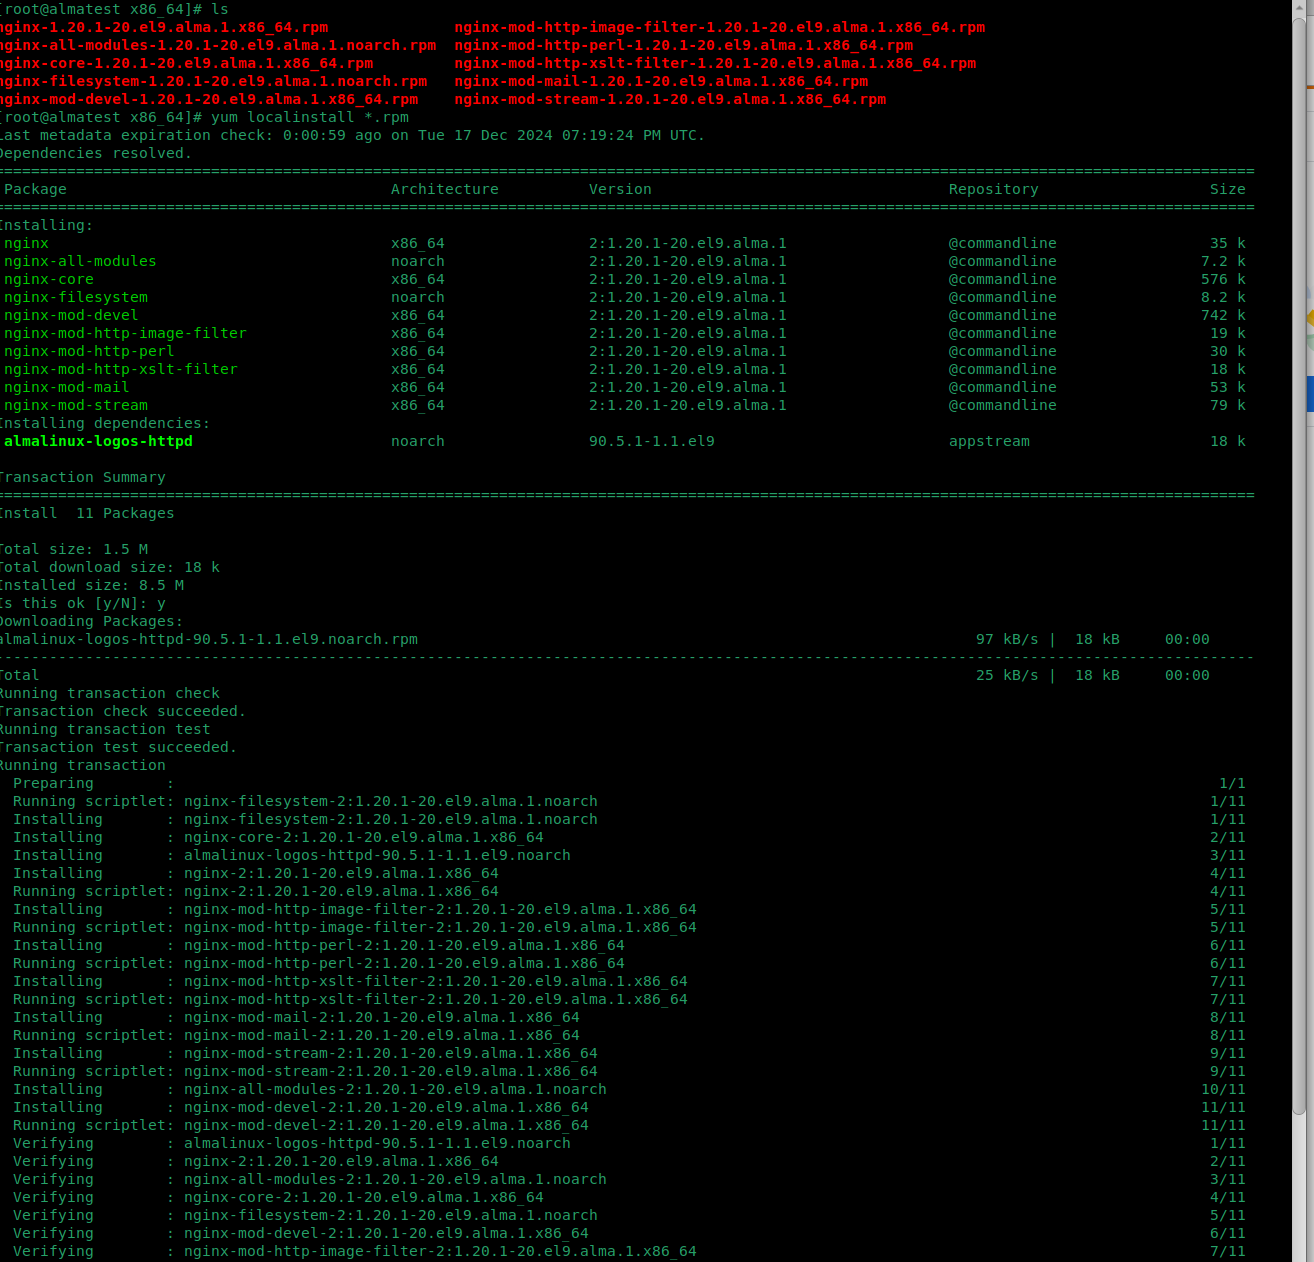 [root@almatest x86_64]# ls
nginx-1.20.1-20.el9.alma.1.x86_64.rpm nginx-mod-http-image-filter-1.20.1-20.el9.alma.1.x86_64.rpm
nginx-all-modules-1.20.1-20.el9.alma.1.noarch.rpm nginx-mod-http-perl-1.20.1-20.el9.alma.1.x86_64.rpm
nginx-core-1.20.1-20.el9.alma.1.x86_64.rpm nginx-mod-http-xslt-filter-1.20.1-20.el9.alma.1.x86_64.rpm
nginx-filesystem-1.20.1-20.el9.alma.1.noarch.rpm nginx-mod-mail-1.20.1-20.el9.alma.1.x86_64.rpm
nginx-mod-devel-1.20.1-20.el9.alma.1.x86_64.rpm nginx-mod-stream-1.20.1-20.el9.alma.1.x86_64.rpm
[root@almatest x86_64]# yum localinstall *.rpm
Last metadata expiration check: 0:00:59 ago on Tue 17 Dec 2024 07:19:24 PM UTC.
Dependencies resolved.
Package Architecture Version Repository Size
Installing:
nginx x86_64 2:1.20.1-20.el9.alma.1 @commandline 35 k
nginx-all-modules noarch 2:1.20.1-20.el9.alma.1 @commandline 7.2 k
nginx-core x86_64 2:1.20.1-20.el9.alma.1 @commandline 576 k
nginx-filesystem noarch 2:1.20.1-20.el9.alma.1 @commandline 8.2 k
nginx-mod-devel x86_64 2:1.20.1-20.el9.alma.1 @commandline 742 k
nginx-mod-http-image-filter x86_64 2:1.20.1-20.el9.alma.1 @commandline 19 k
nginx-mod-http-perl x86_64 2:1.20.1-20.el9.alma.1 @commandline 30 k
nginx-mod-http-xslt-filter x86_64 2:1.20.1-20.el9.alma.1 @commandline 18 k
nginx-mod-mail x86_64 2:1.20.1-20.el9.alma.1 @commandline 53 k
nginx-mod-stream x86_64 2:1.20.1-20.el9.alma.1 @commandline 79 k
Installing dependencies:
almalinux-logos-httpd noarch 90.5.1-1.1.el9 appstream 18 k
Transaction Summary
Install  11 Packages
Total size: 1.5 M
Total download size: 18 k
Installed size: 8.5 M
Is this ok [y/N]: y
Downloading Packages:
almalinux-logos-httpd-90.5.1-1.1.el9.noarch.rpm 97 kB/s | 18 kB 00:00
Total 25 kB/s | 18 kB 00:00
Running transaction check
Transaction check succeeded.
Running transaction test
Transaction test succeeded.
Running transaction
Preparing : 1/1
Running scriptlet: nginx-filesystem-2:1.20.1-20.el9.alma.1.noarch 1/11
Installing : nginx-filesystem-2:1.20.1-20.el9.alma.1.noarch 1/11
Installing : nginx-core-2:1.20.1-20.el9.alma.1.x86_64 2/11
Installing : almalinux-logos-httpd-90.5.1-1.1.el9.noarch 3/11
Installing : nginx-2:1.20.1-20.el9.alma.1.x86_64 4/11
Running scriptlet: nginx-2:1.20.1-20.el9.alma.1.x86_64 4/11
Installing : nginx-mod-http-image-filter-2:1.20.1-20.el9.alma.1.x86_64 5/11
Running scriptlet: nginx-mod-http-image-filter-2:1.20.1-20.el9.alma.1.x86_64 5/11
Installing : nginx-mod-http-perl-2:1.20.1-20.el9.alma.1.x86_64 6/11
Running scriptlet: nginx-mod-http-perl-2:1.20.1-20.el9.alma.1.x86_64 6/11
Installing : nginx-mod-http-xslt-filter-2:1.20.1-20.el9.alma.1.x86_64 7/11
Running scriptlet: nginx-mod-http-xslt-filter-2:1.20.1-20.el9.alma.1.x86_64 7/11
Installing : nginx-mod-mail-2:1.20.1-20.el9.alma.1.x86_64 8/11
Running scriptlet: nginx-mod-mail-2:1.20.1-20.el9.alma.1.x86_64 8/11
Installing : nginx-mod-stream-2:1.20.1-20.el9.alma.1.x86_64 9/11
Running scriptlet: nginx-mod-stream-2:1.20.1-20.el9.alma.1.x86_64 9/11
Installing : nginx-all-modules-2:1.20.1-20.el9.alma.1.noarch 10/11
Installing : nginx-mod-devel-2:1.20.1-20.el9.alma.1.x86_64 11/11
Running scriptlet: nginx-mod-devel-2:1.20.1-20.el9.alma.1.x86_64 11/11
Verifying : almalinux-logos-httpd-90.5.1-1.1.el9.noarch 1/11
Verifying : nginx-2:1.20.1-20.el9.alma.1.x86_64 2/11
Verifying : nginx-all-modules-2:1.20.1-20.el9.alma.1.noarch 3/11
Verifying : nginx-core-2:1.20.1-20.el9.alma.1.x86_64 4/11
Verifying : nginx-filesystem-2:1.20.1-20.el9.alma.1.noarch 5/11
Verifying : nginx-mod-devel-2:1.20.1-20.el9.alma.1.x86_64 6/11
Verifying : nginx-mod-http-image-filter-2:1.20.1-20.el9.alma.1.x86_64 7/11